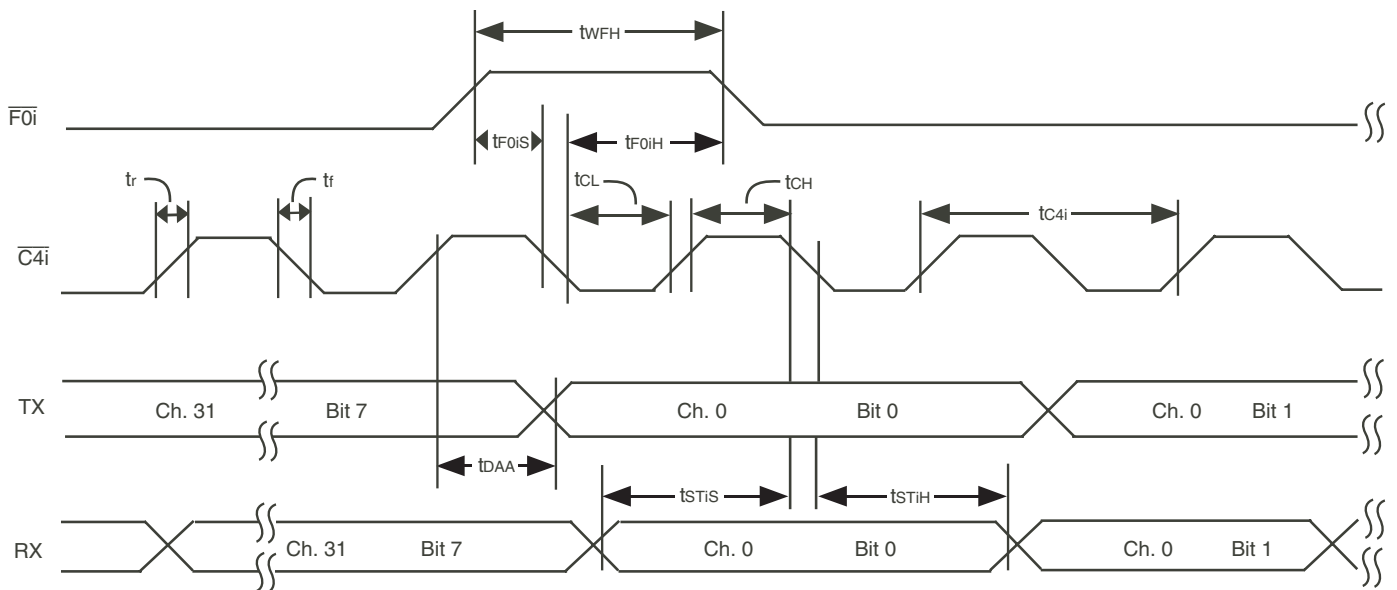 tWFH
F0i
tF0iS
tF0iH
tr
tf
tCL
tCH
tC4i
C4i
TX
Ch. 31 Bit 7 Ch. 0 Bit 0 Ch. 0 Bit 1
tDAA
tSTiS
tSTiH
RX
Ch. 31 Bit 7 Ch. 0 Bit 0 Ch. 0 Bit 1